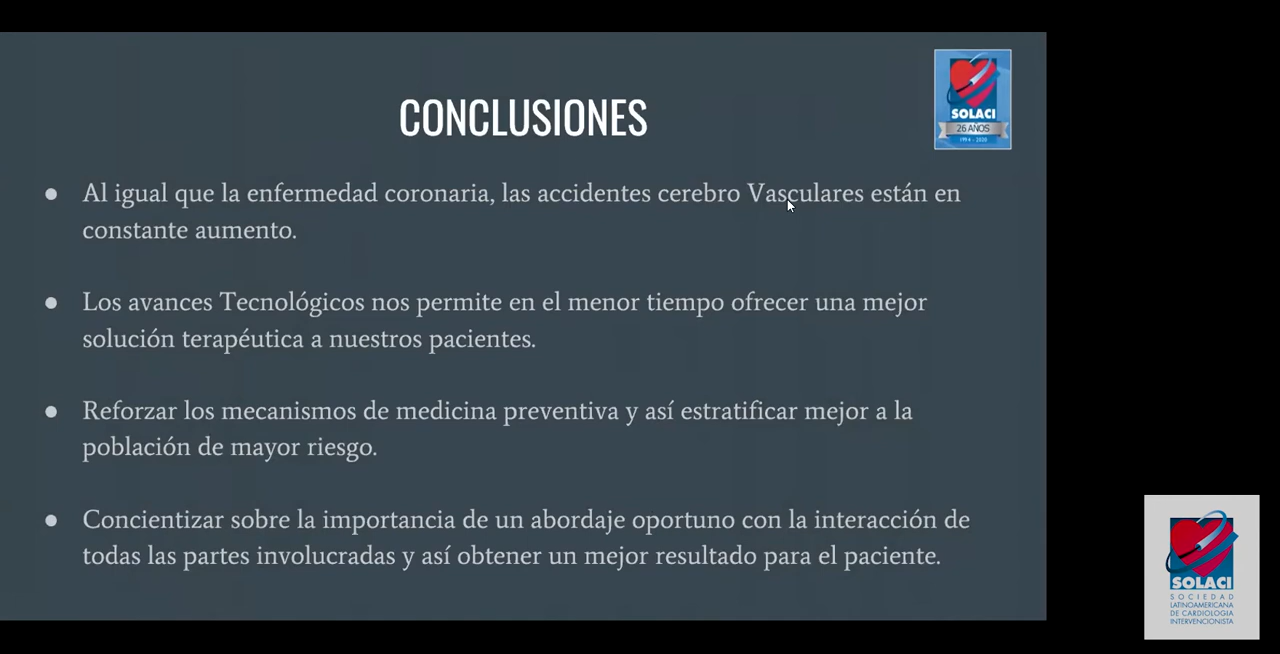 CONCLUSIONES
SOLACI
26 AÑOS
1994 - 2020
● Al igual que la enfermedad coronaria, las accidentes cerebro Vasculares están en
constante aumento.
● Los avances Tecnológicos nos permite en el menor tiempo ofrecer una mejor
solución terapéutica a nuestros pacientes.
● Reforzar los mecanismos de medicina preventiva y así estratificar mejor a la
población de mayor riesgo.
● Concientizar sobre la importancia de un abordaje oportuno con la interacción de
todas las partes involucradas y así obtener un mejor resultado para el paciente.
SOLACI
SOCIEDAD
LATINOAMERICANA
DE CARDIOLOGIA
INTERVENCIONISTA